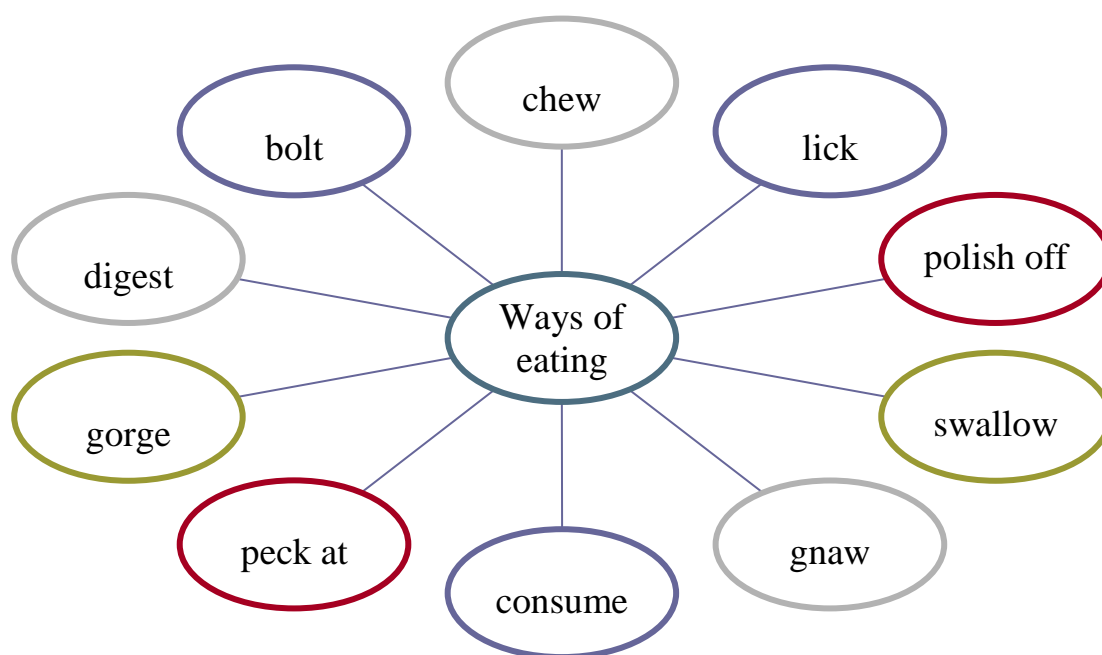 chew
bolt
lick
digest
polish off
Ways of
eating
gorge
swallow
peck at
gnaw
consume